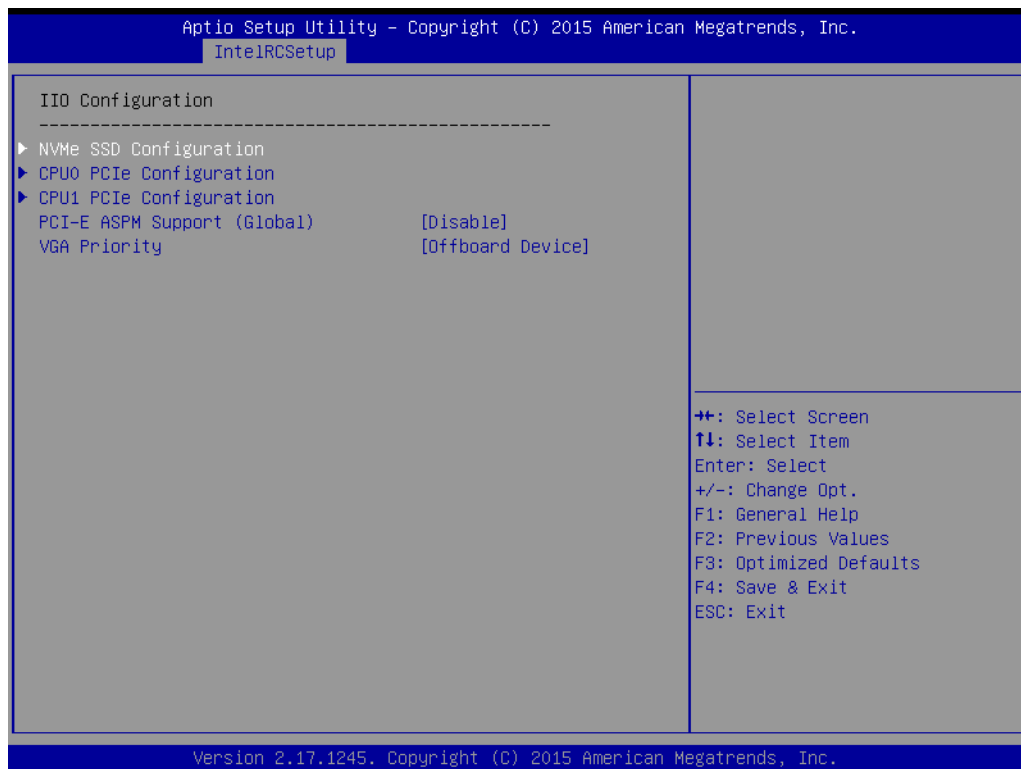 Aptio Setup Utility – Copyright (C) 2015 American Megatrends, Inc.
IntelRCSetup
IIO Configuration
--------------------------------------------------
▶ NVMe SSD Configuration
▶ CPU0 PCIe Configuration
▶ CPU1 PCIe Configuration
PCI-E ASPM Support (Global) [Disable]
VGA Priority [Offboard Device]
→←: Select Screen
↑↓: Select Item
Enter: Select
+/-: Change Opt.
F1: General Help
F2: Previous Values
F3: Optimized Defaults
F4: Save & Exit
ESC: Exit
Version 2.17.1245. Copyright (C) 2015 American Megatrends, Inc.